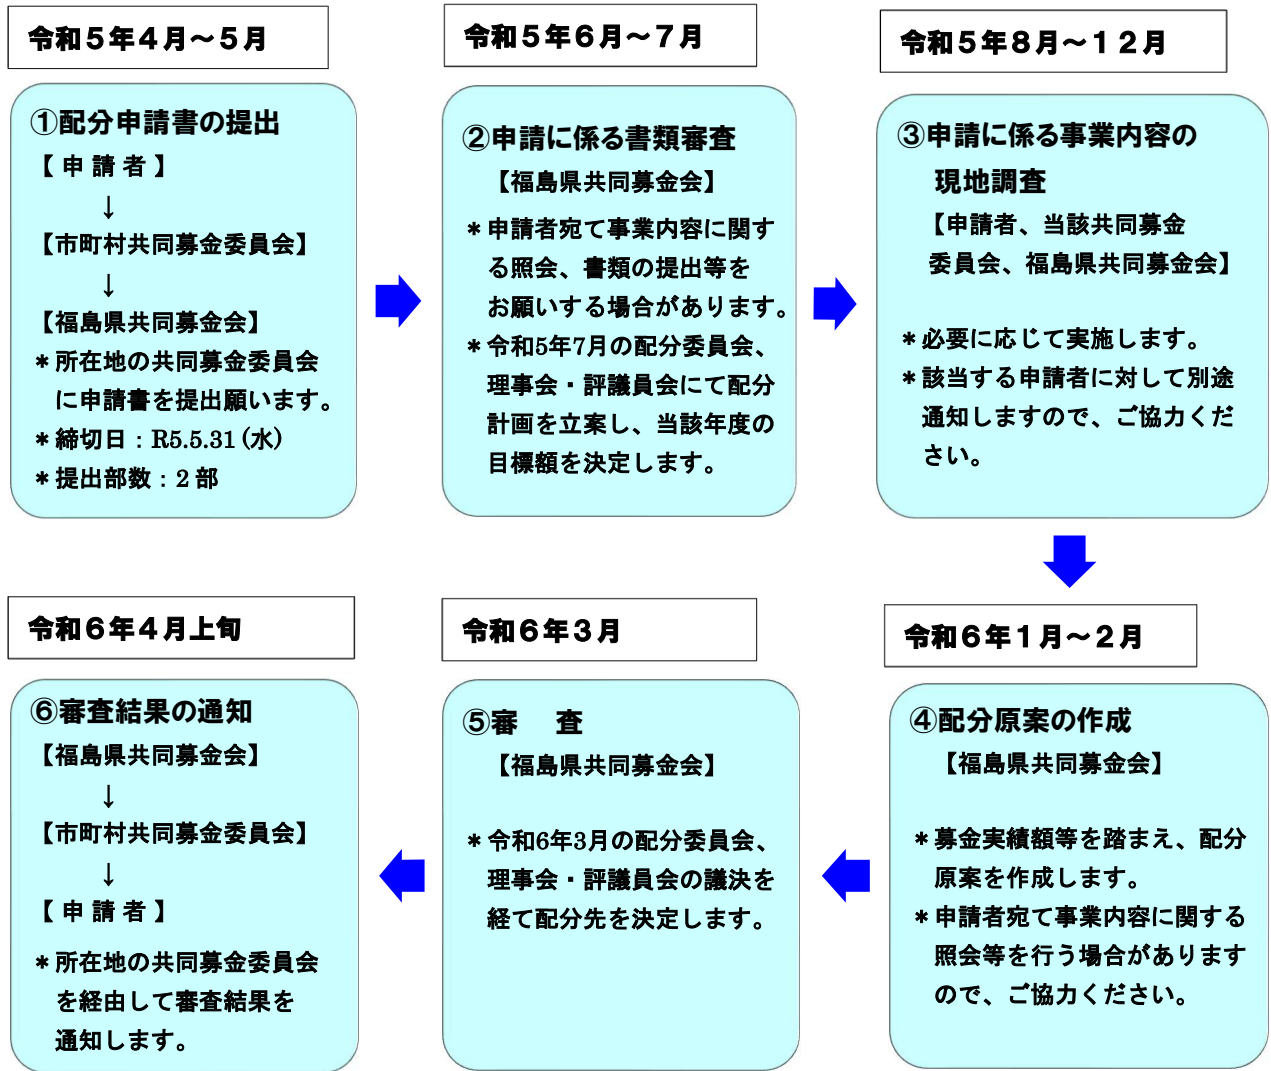 令和５年４月～５月
①配分申請書の提出
【 申 請 者 】
↓
【市町村共同募金委員会】
↓
【福島県共同募金会】
＊所在地の共同募金委員会
に申請書を提出願います。
＊締切日：R5.5.31(水)
＊提出部数：2部
令和５年６月～７月
②申請に係る書類審査
【福島県共同募金会】
＊申請者宛て事業内容に関す
る照会、書類の提出等を
お願いする場合があります。
＊令和5年7月の配分委員会、
理事会・評議員会にて配分
計画を立案し、当該年度の
目標額を決定します。
令和５年８月～１２月
③申請に係る事業内容の
現地調査
【申請者、当該共同募金
委員会、福島県共同募金会】
＊必要に応じて実施します。
＊該当する申請者に対して別途
通知しますので、ご協力くだ
さい。
令和６年１月～２月
④配分原案の作成
【福島県共同募金会】
＊募金実績額等を踏まえ、配分
原案を作成します。
＊申請者宛て事業内容に関する
照会等を行う場合があります
ので、ご協力ください。
令和６年３月
⑤審　査
【福島県共同募金会】
＊令和6年3月の配分委員会、
理事会・評議員会の議決を
経て配分先を決定します。
令和６年４月上旬
⑥審査結果の通知
【福島県共同募金会】
↓
【市町村共同募金委員会】
↓
【 申 請 者 】
＊所在地の共同募金委員会
を経由して審査結果を
通知します。